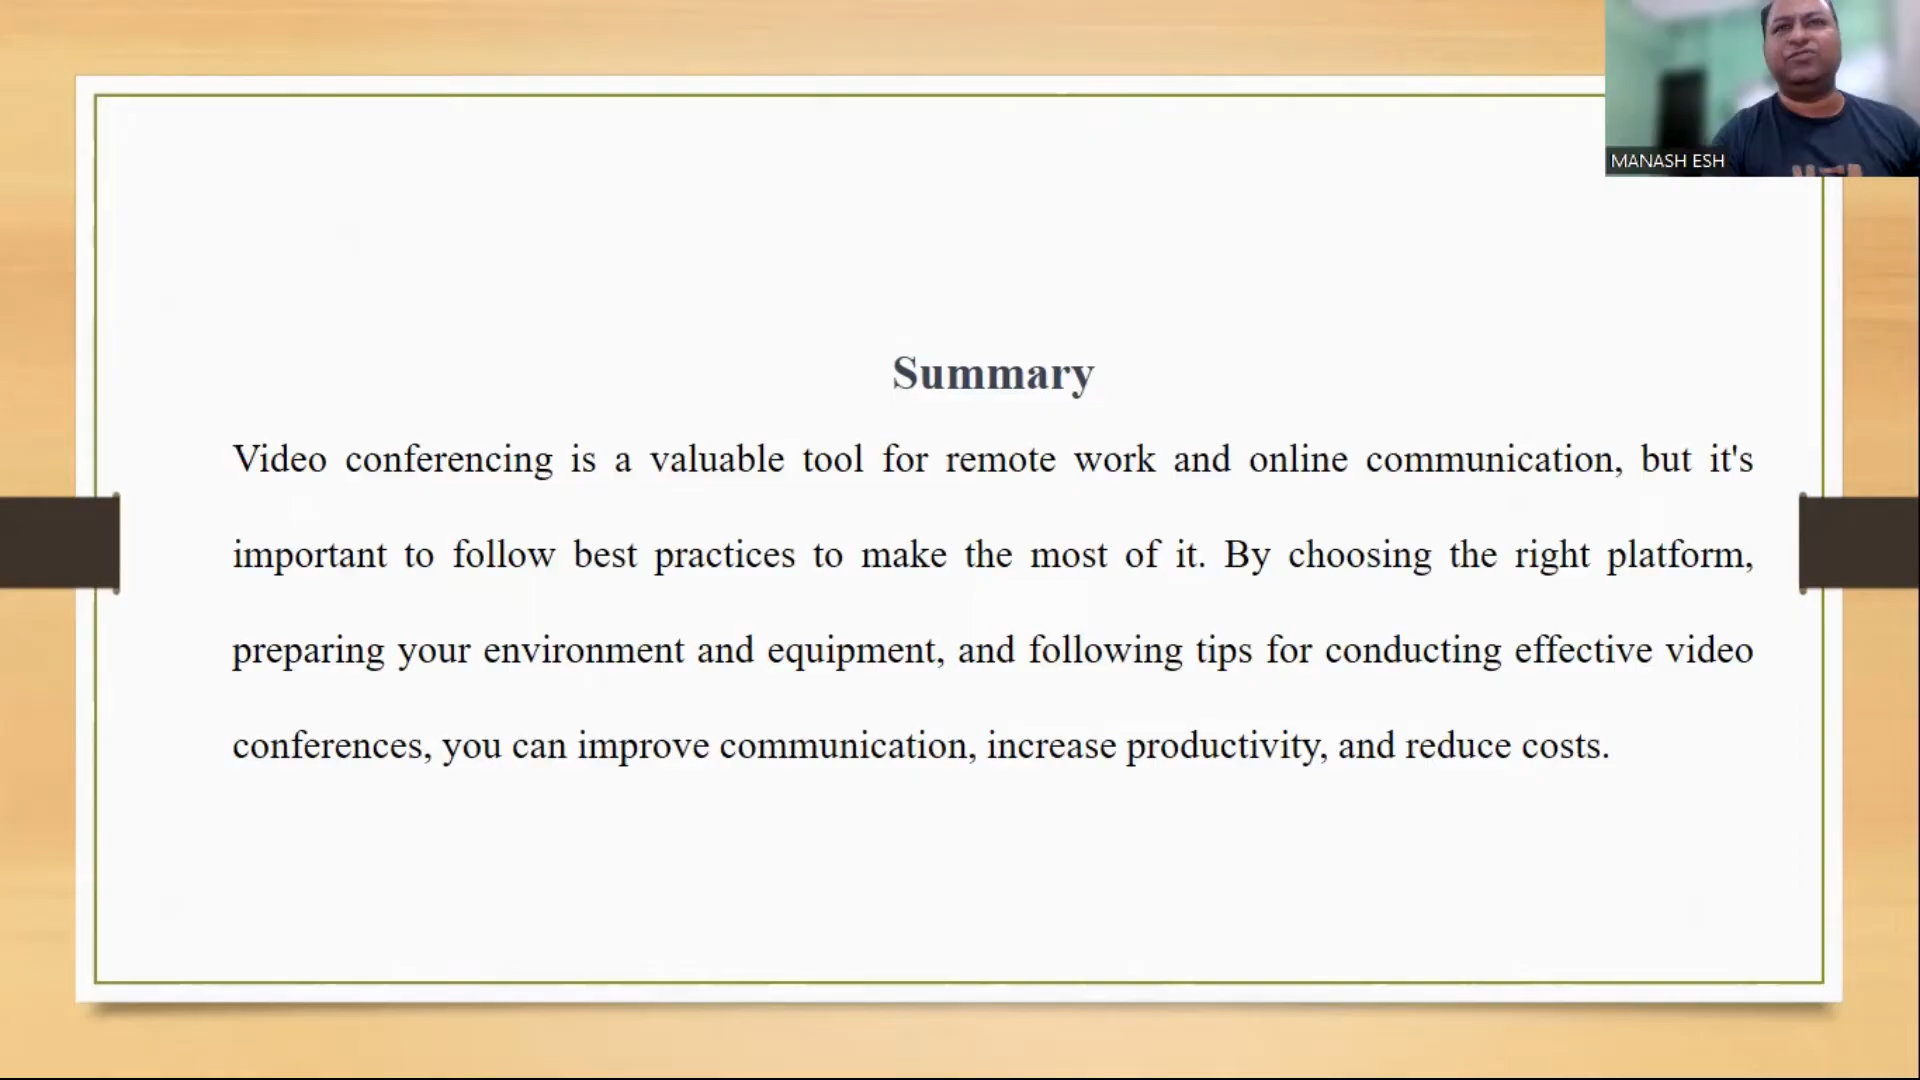 MANASH ESH
Summary
Video conferencing is a valuable tool for remote work and online communication, but it's
important to follow best practices to make the most of it. By choosing the right platform,
preparing your environment and equipment, and following tips for conducting effective video
conferences, you can improve communication, increase productivity, and reduce costs.